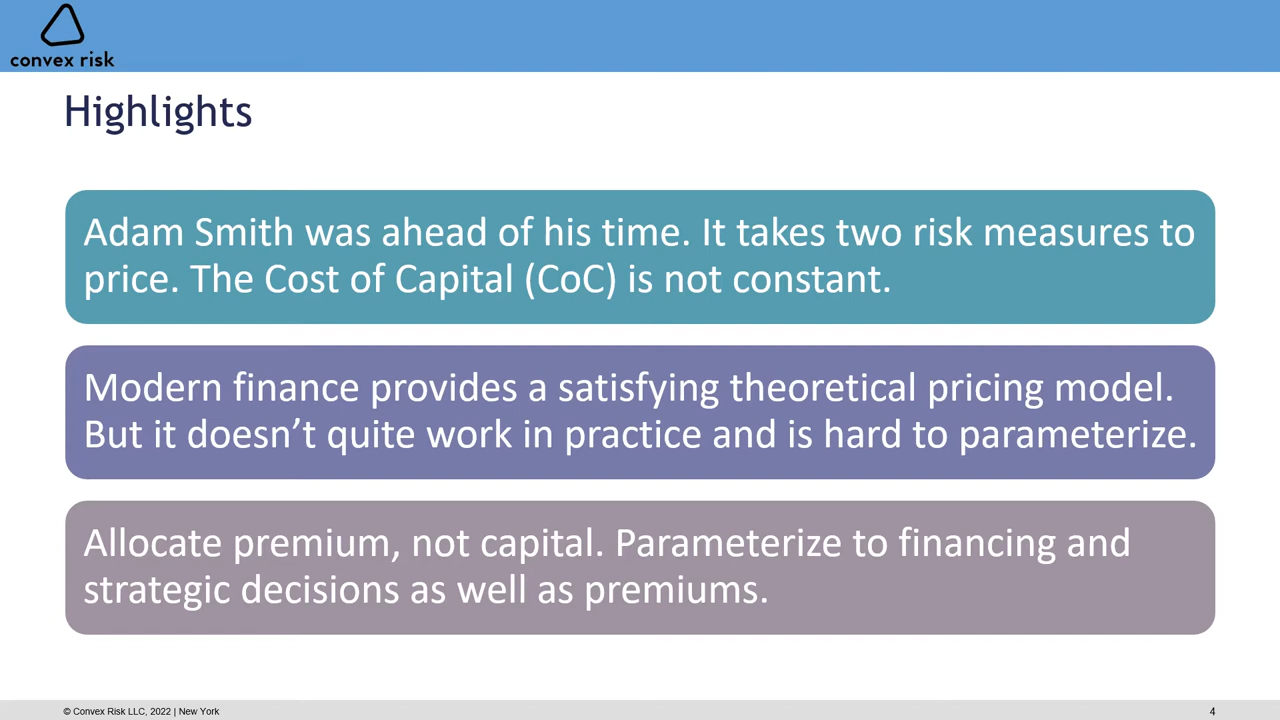 convex risk
Highlights
Adam Smith was ahead of his time. It takes two risk measures to
price. The Cost of Capital (CoC) is not constant.
Modern finance provides a satisfying theoretical pricing model.
But it doesn’t quite work in practice and is hard to parameterize.
Allocate premium, not capital. Parameterize to financing and
strategic decisions as well as premiums.
© Convex Risk LLC, 2022 | New York
4